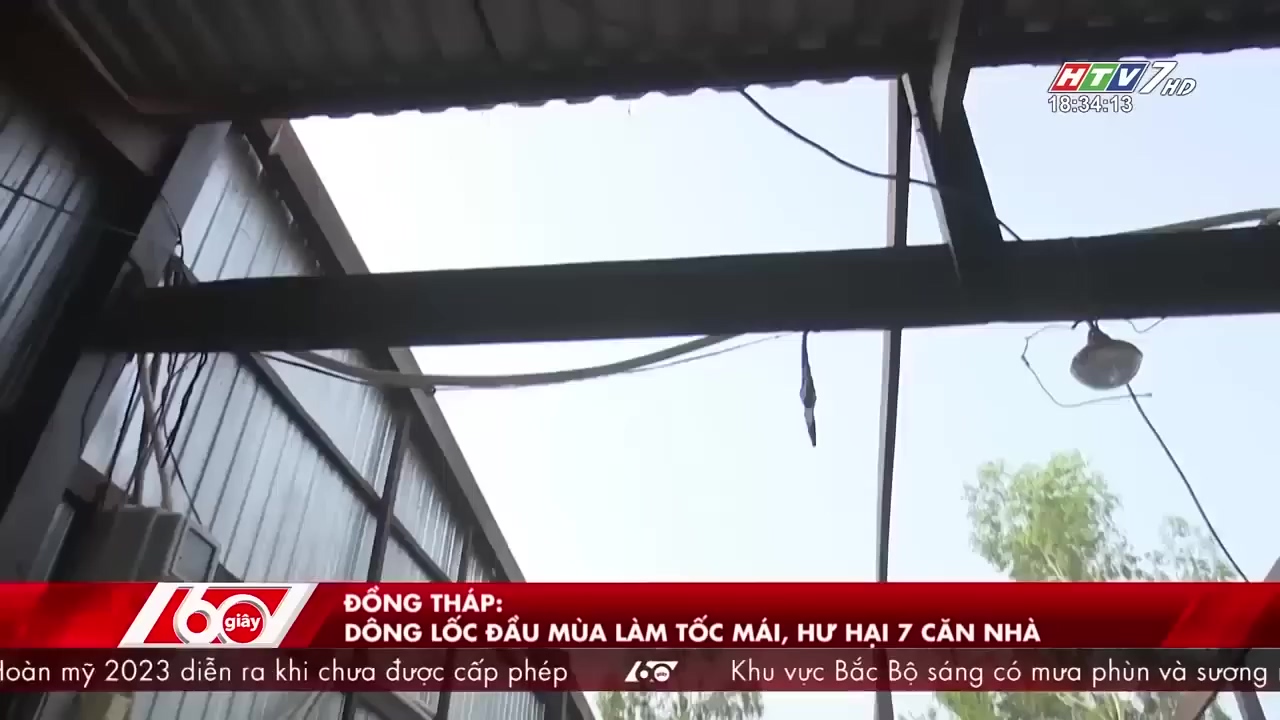 HTV7 HD
18:34:13
60 giây
ĐỒNG THÁP:
DÔNG LỐC ĐẦU MÙA LÀM TỐC MÁI, HƯ HẠI 7 CĂN NHÀ
Hoàn mỹ 2023 diễn ra khi chưa được cấp phép 60 giây Khu vực Bắc Bộ sáng có mưa phùn và sương